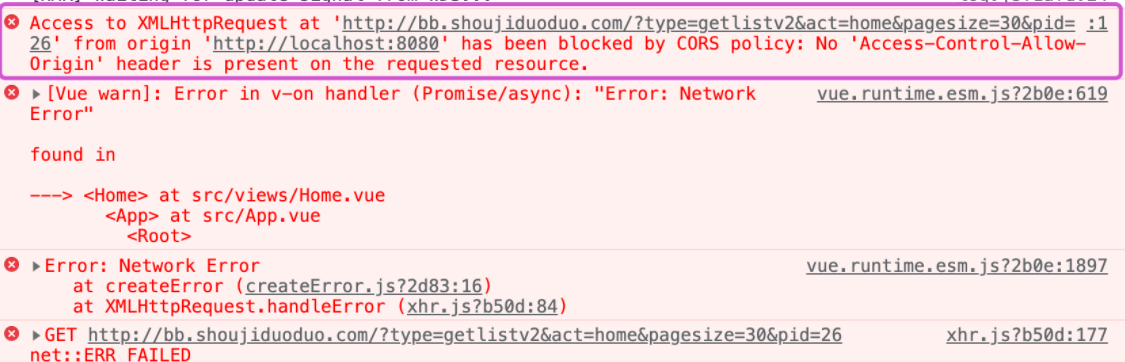 Access to XMLHttpRequest at 'http://bb.shoujiduoduo.com/?type=getlistv2&act=home&pagesize=30&pid= :1
26' from origin 'http://localhost:8080' has been blocked by CORS policy: No 'Access-Control-Allow-
Origin' header is present on the requested resource.
▶[Vue warn]: Error in v-on handler (Promise/async): "Error: Network vue.runtime.esm.js?2b0e:619
Error"
found in
---> <Home> at src/views/Home.vue
<App> at src/App.vue
<Root>
▶Error: Network Error vue.runtime.esm.js?2b0e:1897
at createError (createError.js?2d83:16)
at XMLHttpRequest.handleError (xhr.js?b50d:84)
▶GET http://bb.shoujiduoduo.com/?type=getlistv2&act=home&pagesize=30&pid=26 xhr.js?b50d:177
net::ERR FAILED